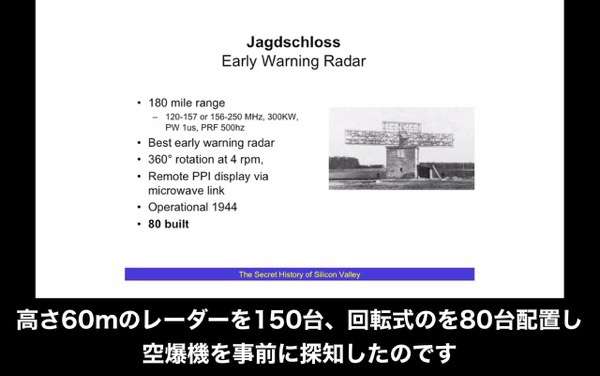 Jagdschloss
Early Warning Radar
• 180 mile range
– 120-157 or 156-250 MHz, 300KW,
PW 1us, PRF 500hz
• Best early warning radar
• 360° rotation at 4 rpm,
• Remote PPI display via
microwave link
• Operational 1944
• 80 built
The Secret History of Silicon Valley
高さ60mのレーダーを150台、回転式のを80台配置し
空爆機を事前に探知したのです